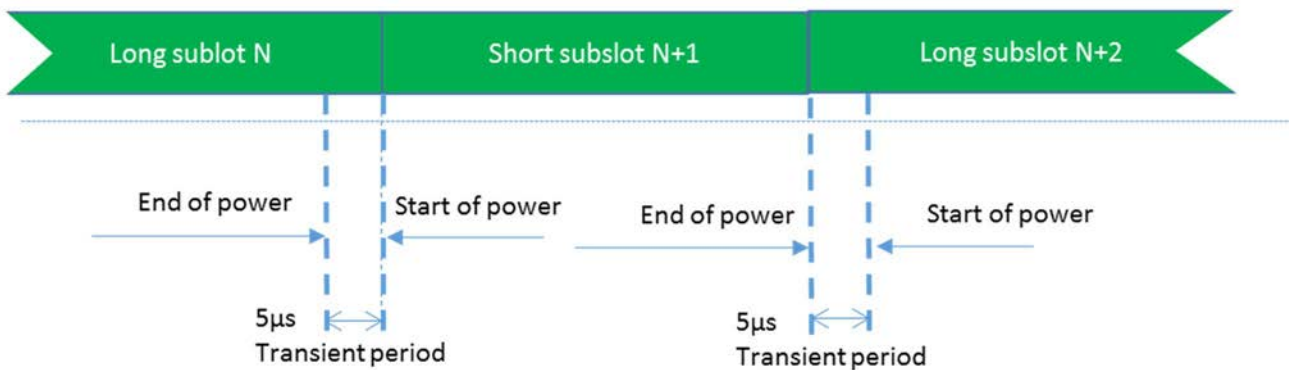 Long sublot N
Short subslot N+1
Long subslot N+2
End of power
Start of power
End of power
Start of power
5µs
Transient period
5µs
Transient period